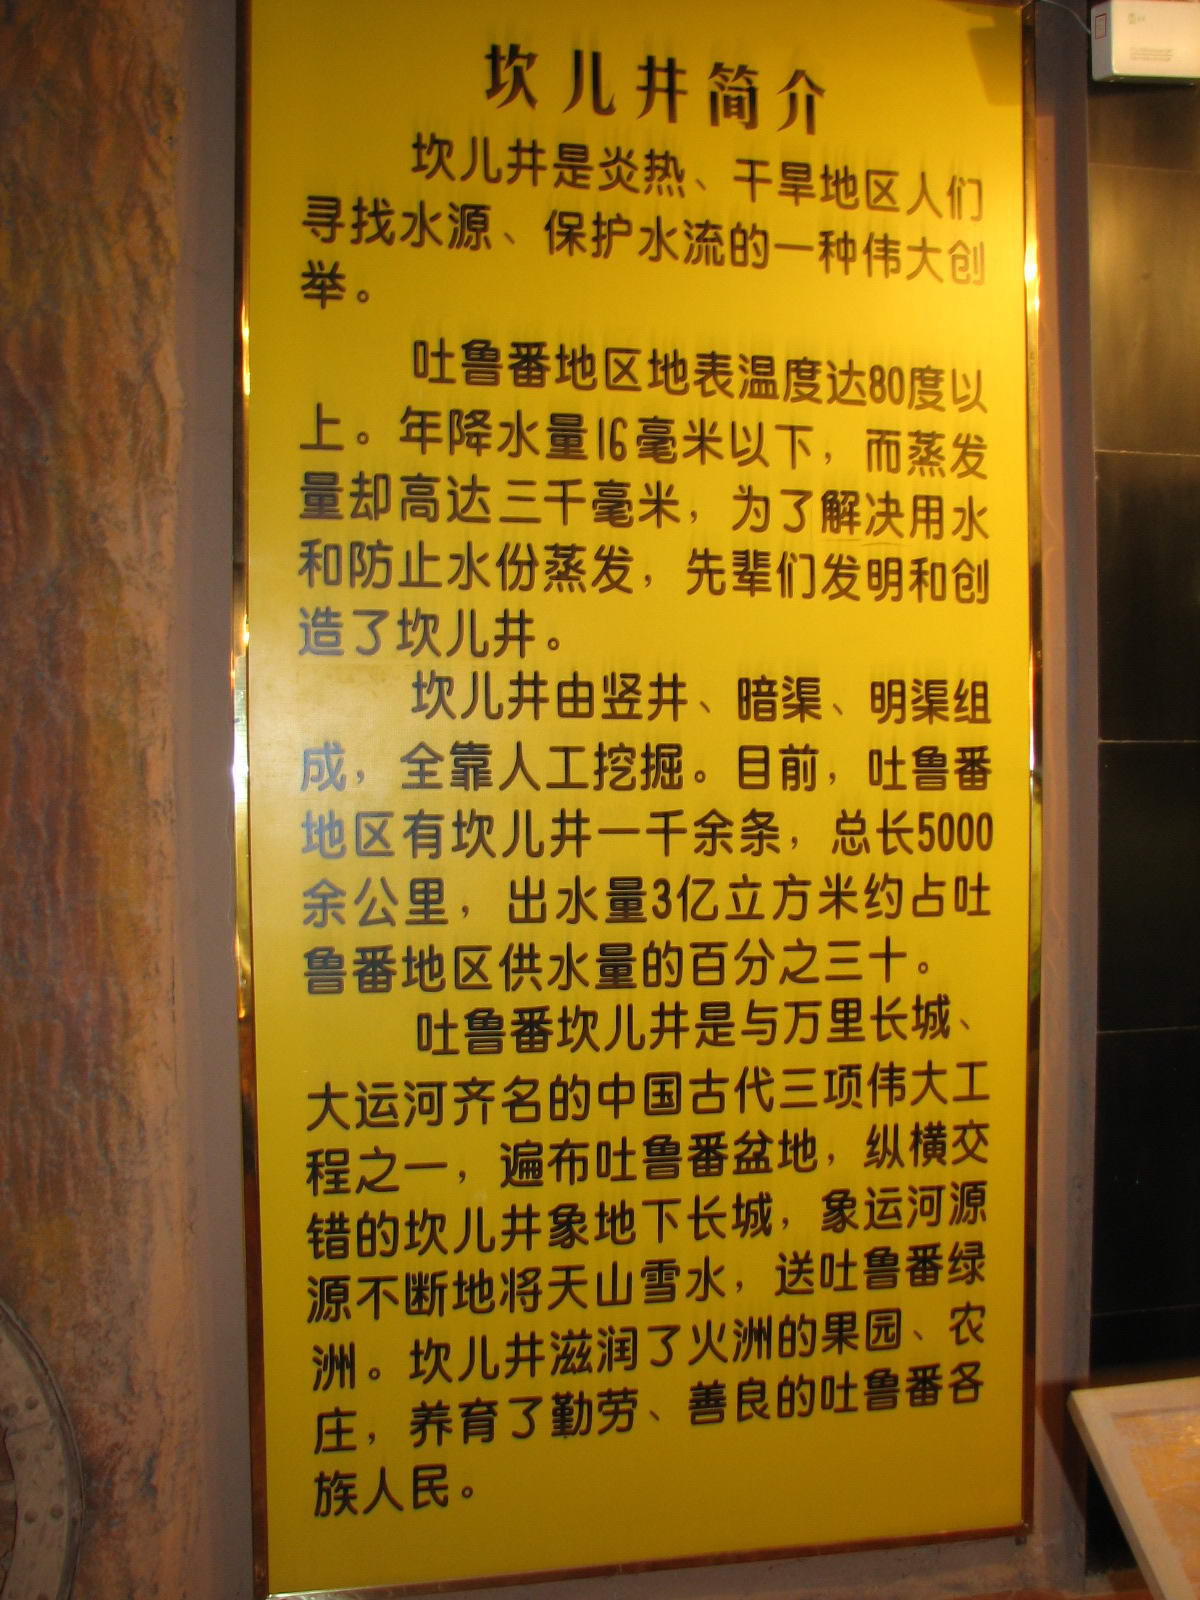 坎儿井简介
坎儿井是炎热、干旱地区人们
寻找水源、保护水流的一种伟大创
举。
吐鲁番地区地表温度达80度以
上。年降水量16毫米以下，而蒸发
量却高达三千毫米，为了解决用水
和防止水份蒸发，先辈们发明和创
造了坎儿井。
坎儿井由竖井、暗渠、明渠组
成，全靠人工挖掘。目前，吐鲁番
地区有坎儿井一千余条，总长5000
余公里，出水量3亿立方米约占吐
鲁番地区供水量的百分之三十。
吐鲁番坎儿井是与万里长城、
大运河齐名的中国古代三项伟大工
程之一，遍布吐鲁番盆地，纵横交
错的坎儿井象地下长城，象运河源
源不断地将天山雪水，送吐鲁番绿
洲。坎儿井滋润了火洲的果园、农
庄，养育了勤劳、善良的吐鲁番各
族人民。